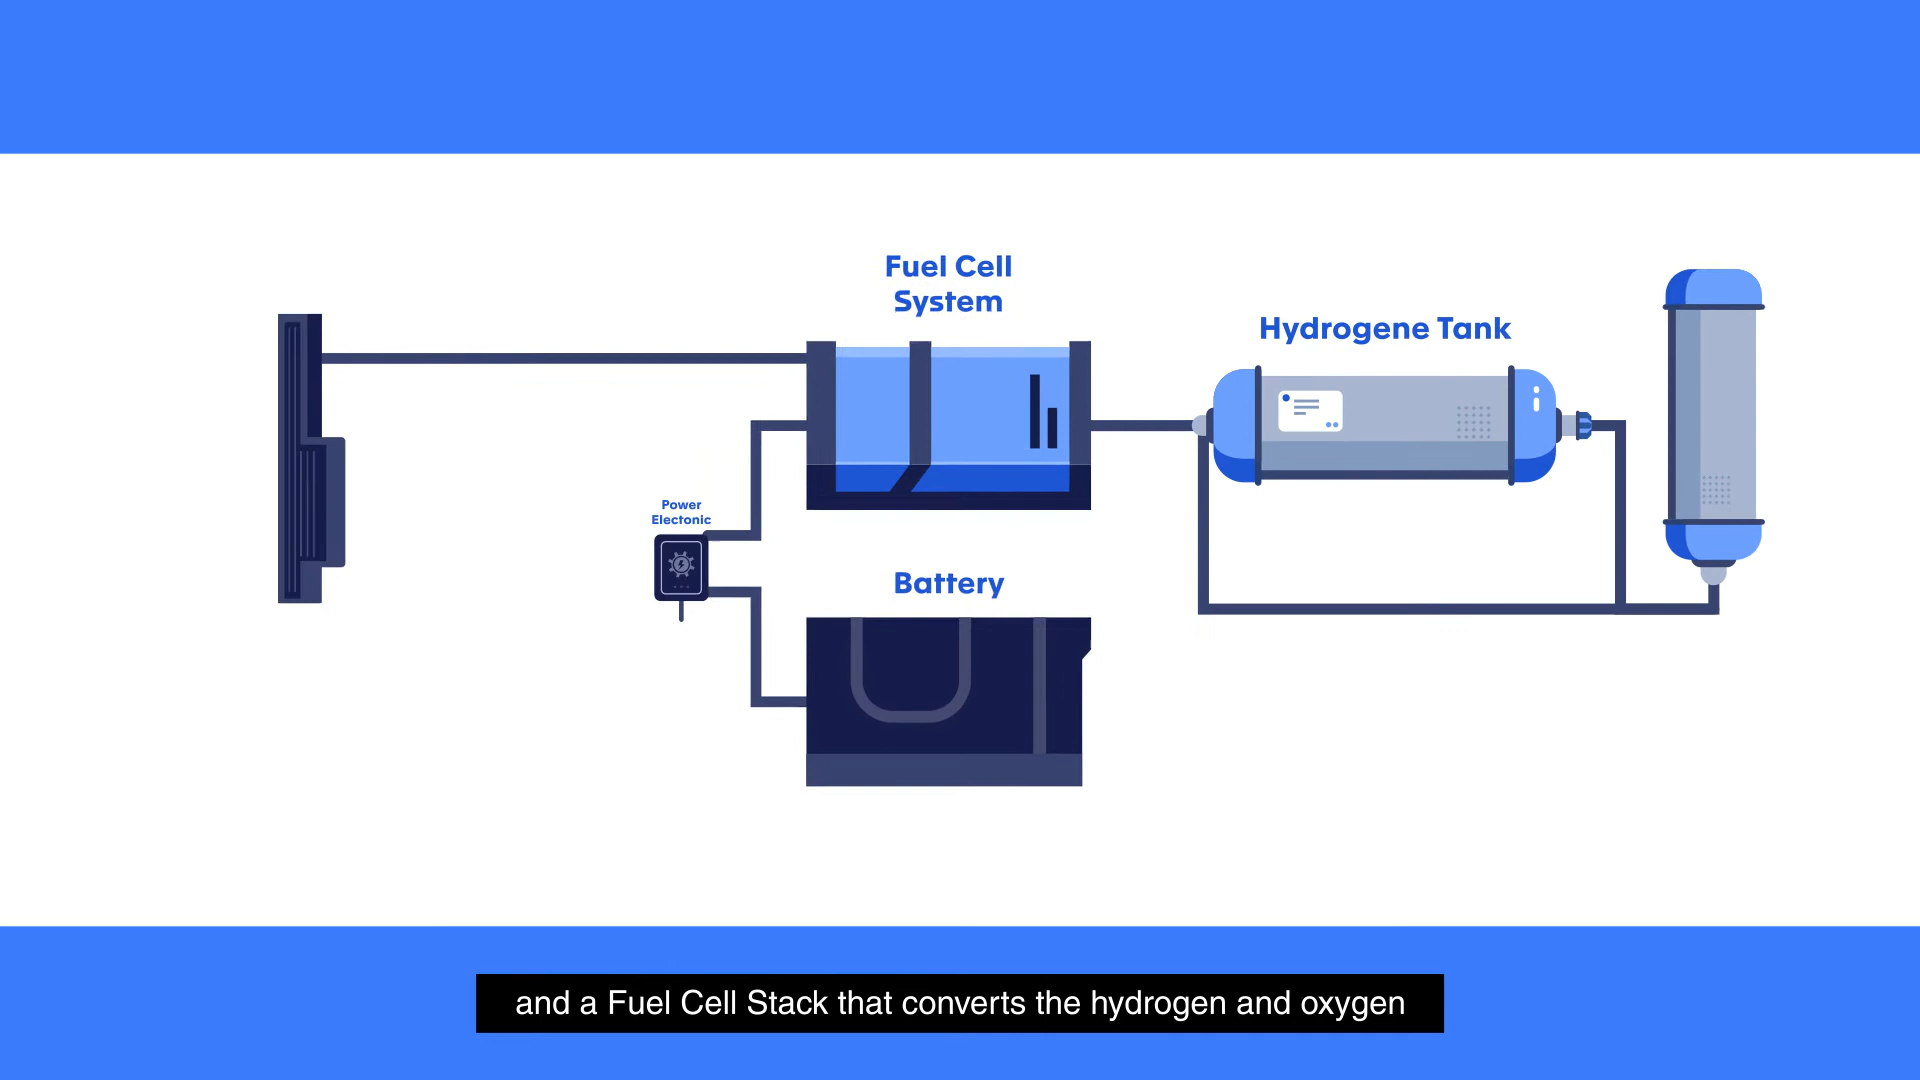 Fuel Cell
System
Hydrogene Tank
Power
Electonic
Battery
and a Fuel Cell Stack that converts the hydrogen and oxygen